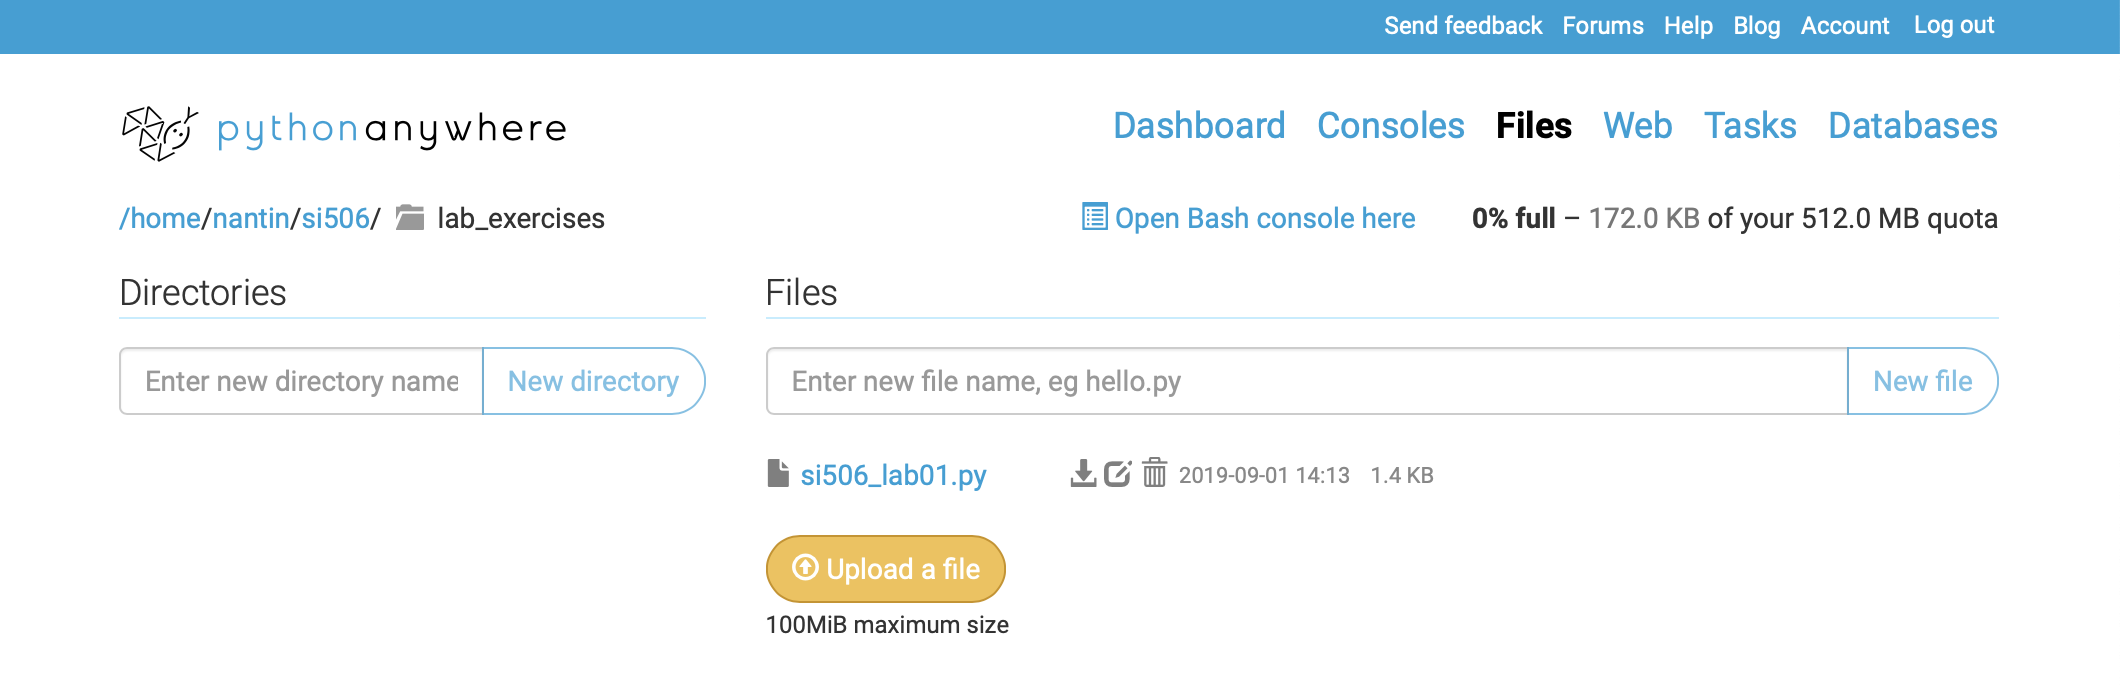 Send feedback Forums Help Blog Account Log out
pythonanywhere
Dashboard Consoles Files Web Tasks Databases
/home/nantin/si506/ lab_exercises
Open Bash console here
0% full – 172.0 KB of your 512.0 MB quota
Directories
Enter new directory name
New directory
Files
Enter new file name, eg hello.py
New file
si506_lab01.py 2019-09-01 14:13 1.4 KB
Upload a file
100MiB maximum size